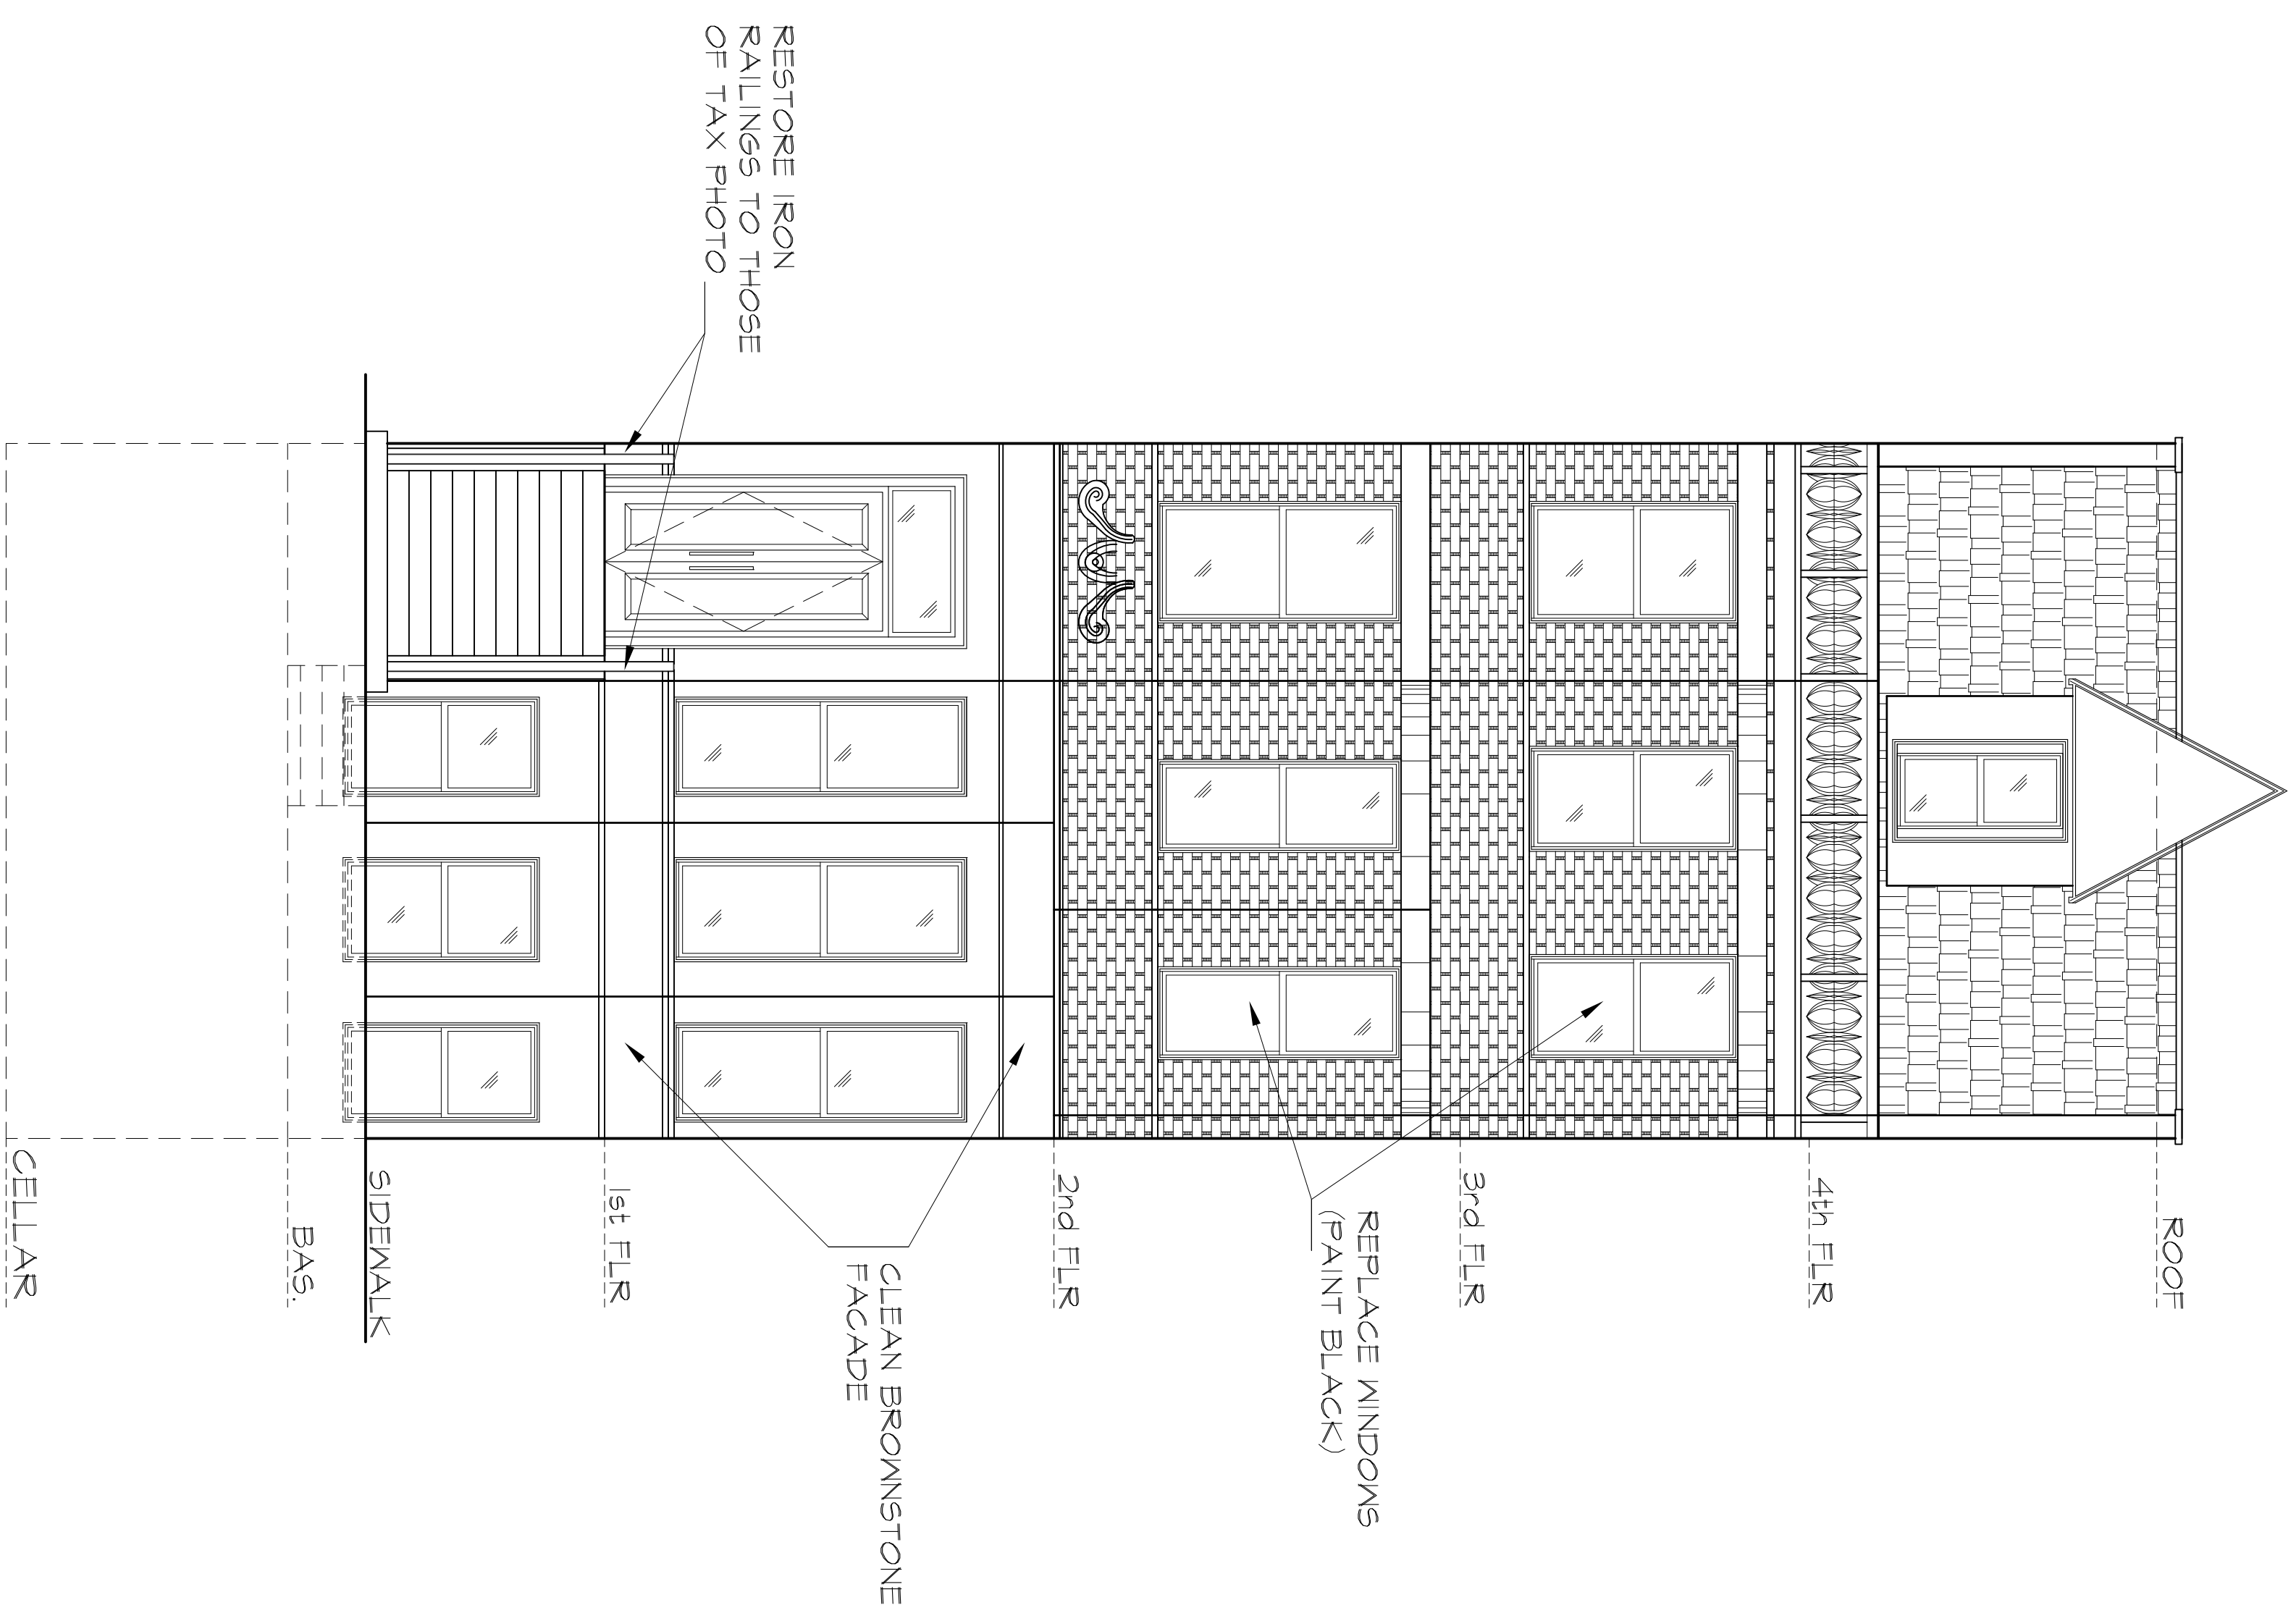 RESTORE IRON
RAILINGS TO THOSE
OF TAX PHOTO
ROOF
4th FLR
3rd FLR
REPLACE WINDOWS
(PAINT BLACK)
2nd FLR
CLEAN BROWNSTONE
FACADE
1st FLR
SIDEWALK
BAS.
CELLAR